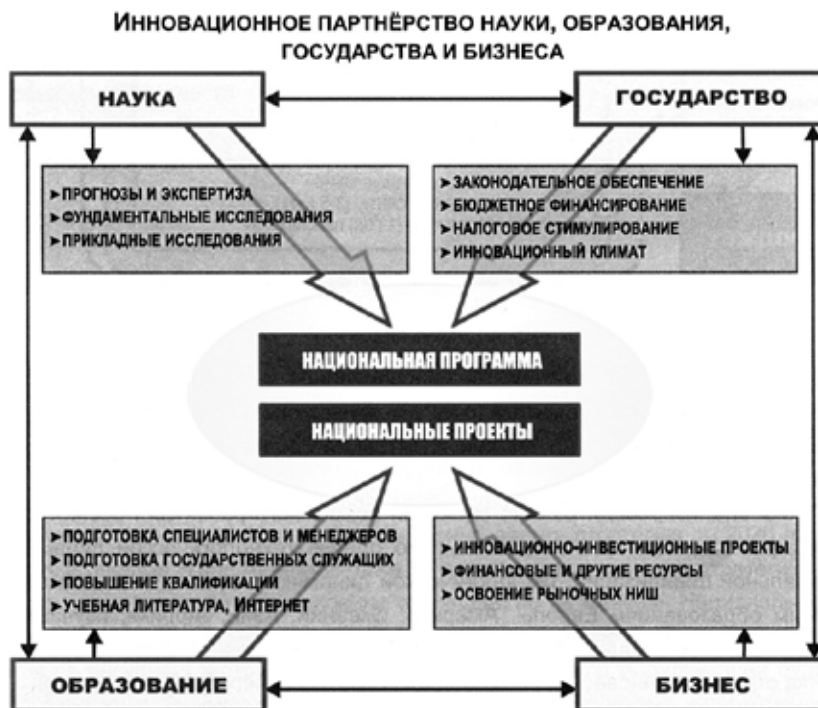 ИННОВАЦИОННОЕ ПАРТНЁРСТВО НАУКИ, ОБРАЗОВАНИЯ,
ГОСУДАРСТВА И БИЗНЕСА
НАУКА
ГОСУДАРСТВО
➤ПРОГНОЗЫ И ЭКСПЕРТИЗА
➤ФУНДАМЕНТАЛЬНЫЕ ИССЛЕДОВАНИЯ
➤ПРИКЛАДНЫЕ ИССЛЕДОВАНИЯ
➤ЗАКОНОДАТЕЛЬНОЕ ОБЕСПЕЧЕНИЕ
➤БЮДЖЕТНОЕ ФИНАНСИРОВАНИЕ
➤НАЛОГОВОЕ СТИМУЛИРОВАНИЕ
➤ИННОВАЦИОННЫЙ КЛИМАТ
НАЦИОНАЛЬНАЯ ПРОГРАММА
НАЦИОНАЛЬНЫЕ ПРОЕКТЫ
➤ПОДГОТОВКА СПЕЦИАЛИСТОВ И МЕНЕДЖЕРОВ
➤ПОДГОТОВКА ГОСУДАРСТВЕННЫХ СЛУЖАЩИХ
➤ПОВЫШЕНИЕ КВАЛИФИКАЦИИ
➤УЧЕБНАЯ ЛИТЕРАТУРА, ИНТЕРНЕТ
➤ИННОВАЦИОННО-ИНВЕСТИЦИОННЫЕ ПРОЕКТЫ
➤ФИНАНСОВЫЕ И ДРУГИЕ РЕСУРСЫ
➤ОСВОЕНИЕ РЫНОЧНЫХ НИШ
ОБРАЗОВАНИЕ
БИЗНЕС